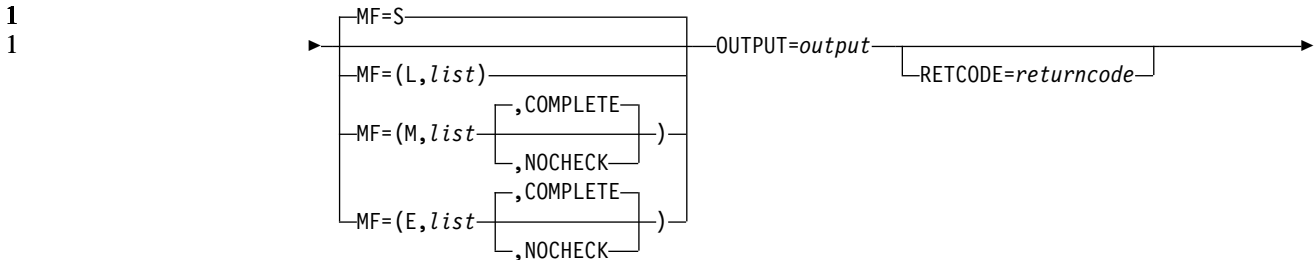 1 MF=S
1 OUTPUT=output
RETCODE=returncode
MF=(L,list)
,COMPLETE
MF=(M,list )
,NOCHECK
,COMPLETE
MF=(E,list )
,NOCHECK